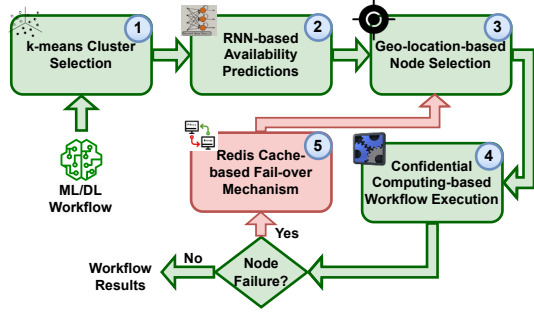 1
k-means Cluster
Selection
2
RNN-based
Availability
Predictions
3
Geo-location-based
Node Selection
4
Confidential
Computing-based
Workflow Execution
5
Redis Cache-
based Fail-over
Mechanism
ML/DL
Workflow
Yes
Node
Failure?
No
Workflow
Results